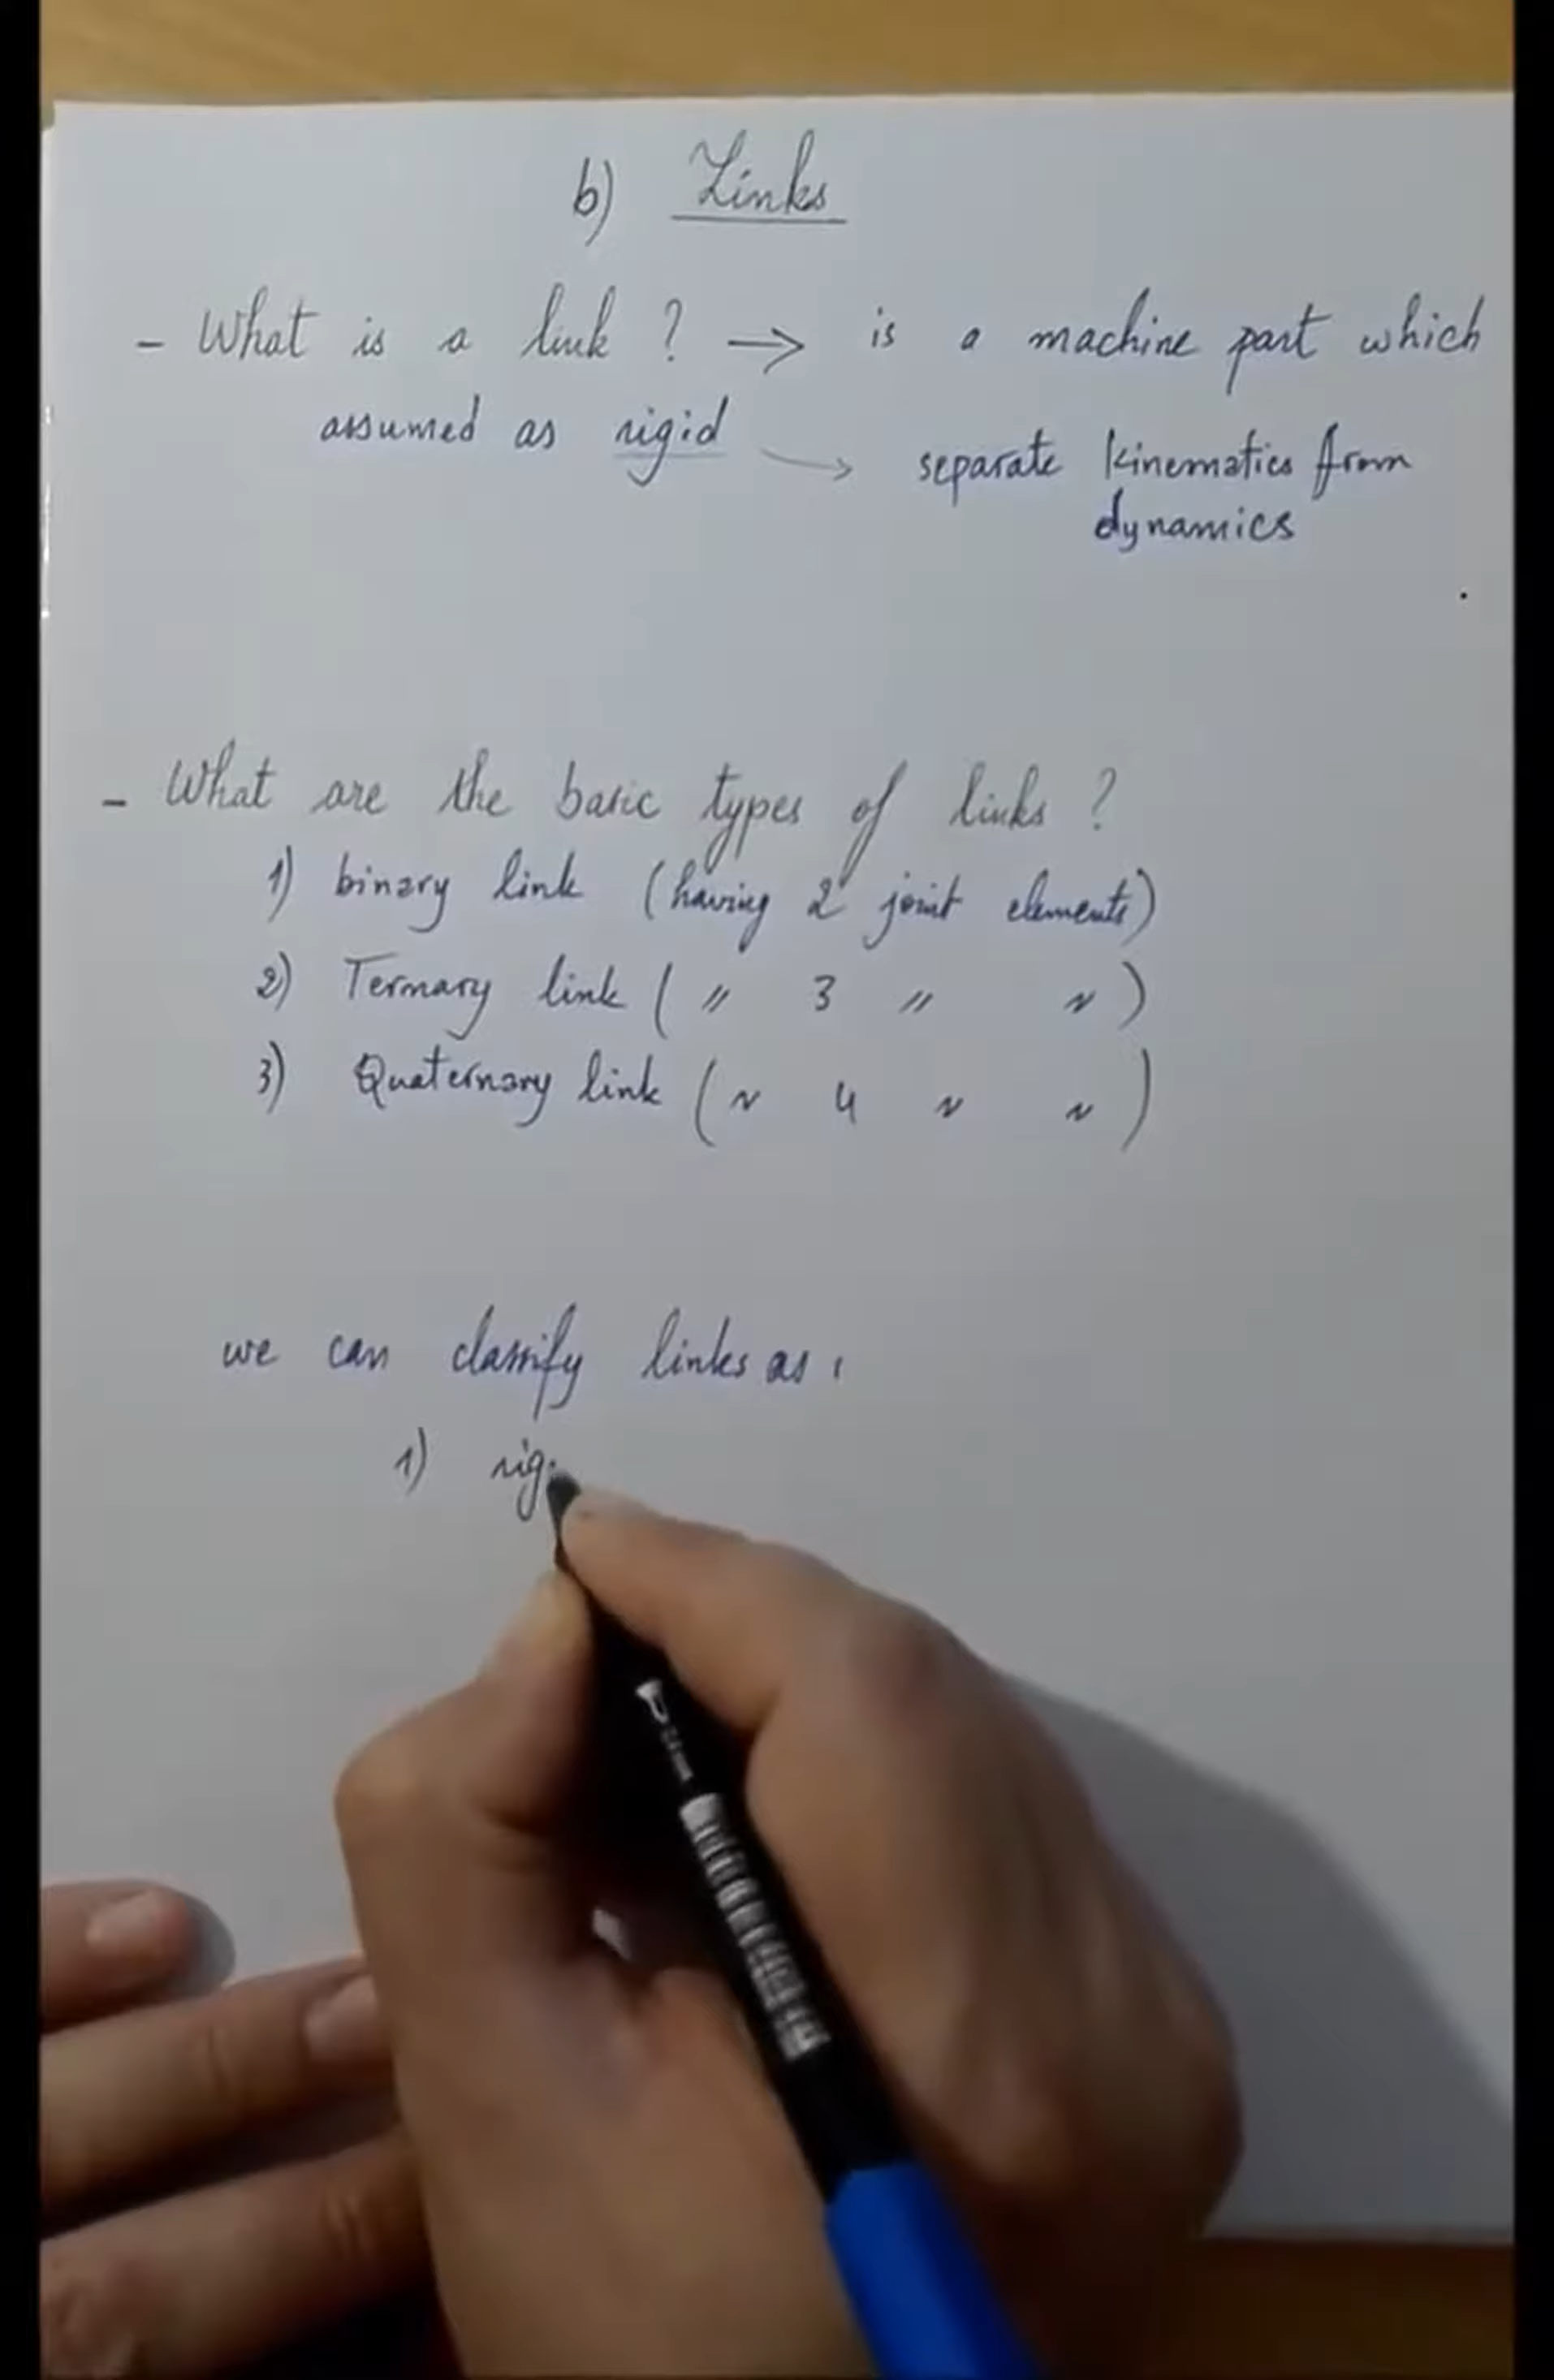 b) Links
- What is a link ? → is a machine part which
assumed as rigid → separate kinematics from
dynamics
- What are the basic types of links ?
1) binary link (having 2 joint elements)
2) Ternary link ( " 3 " " )
3) Quaternary link ( " 4 " " )
we can classify links as :
1) rig